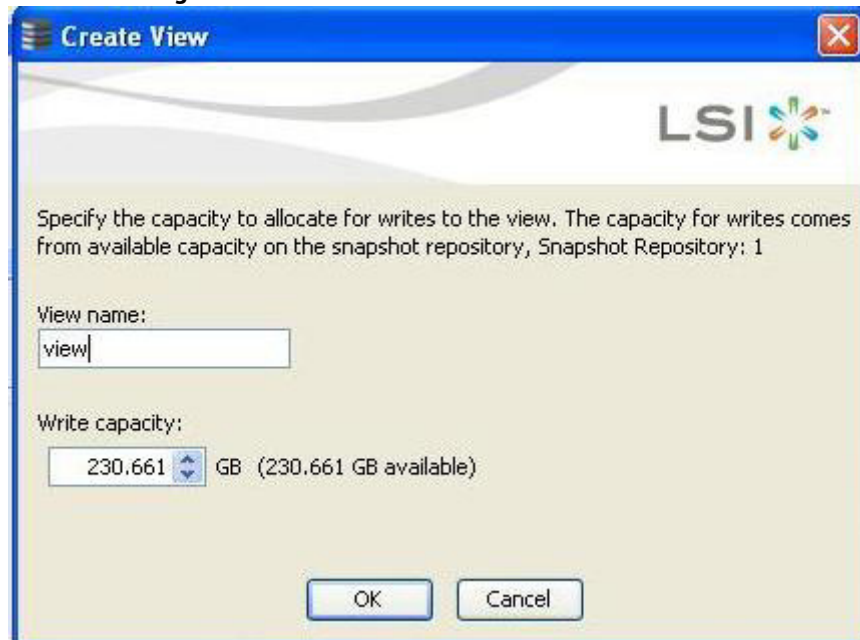 Create View
LSI
Specify the capacity to allocate for writes to the view. The capacity for writes comes
from available capacity on the snapshot repository, Snapshot Repository: 1
View name:
view
Write capacity:
230.661 GB (230.661 GB available)
OK Cancel